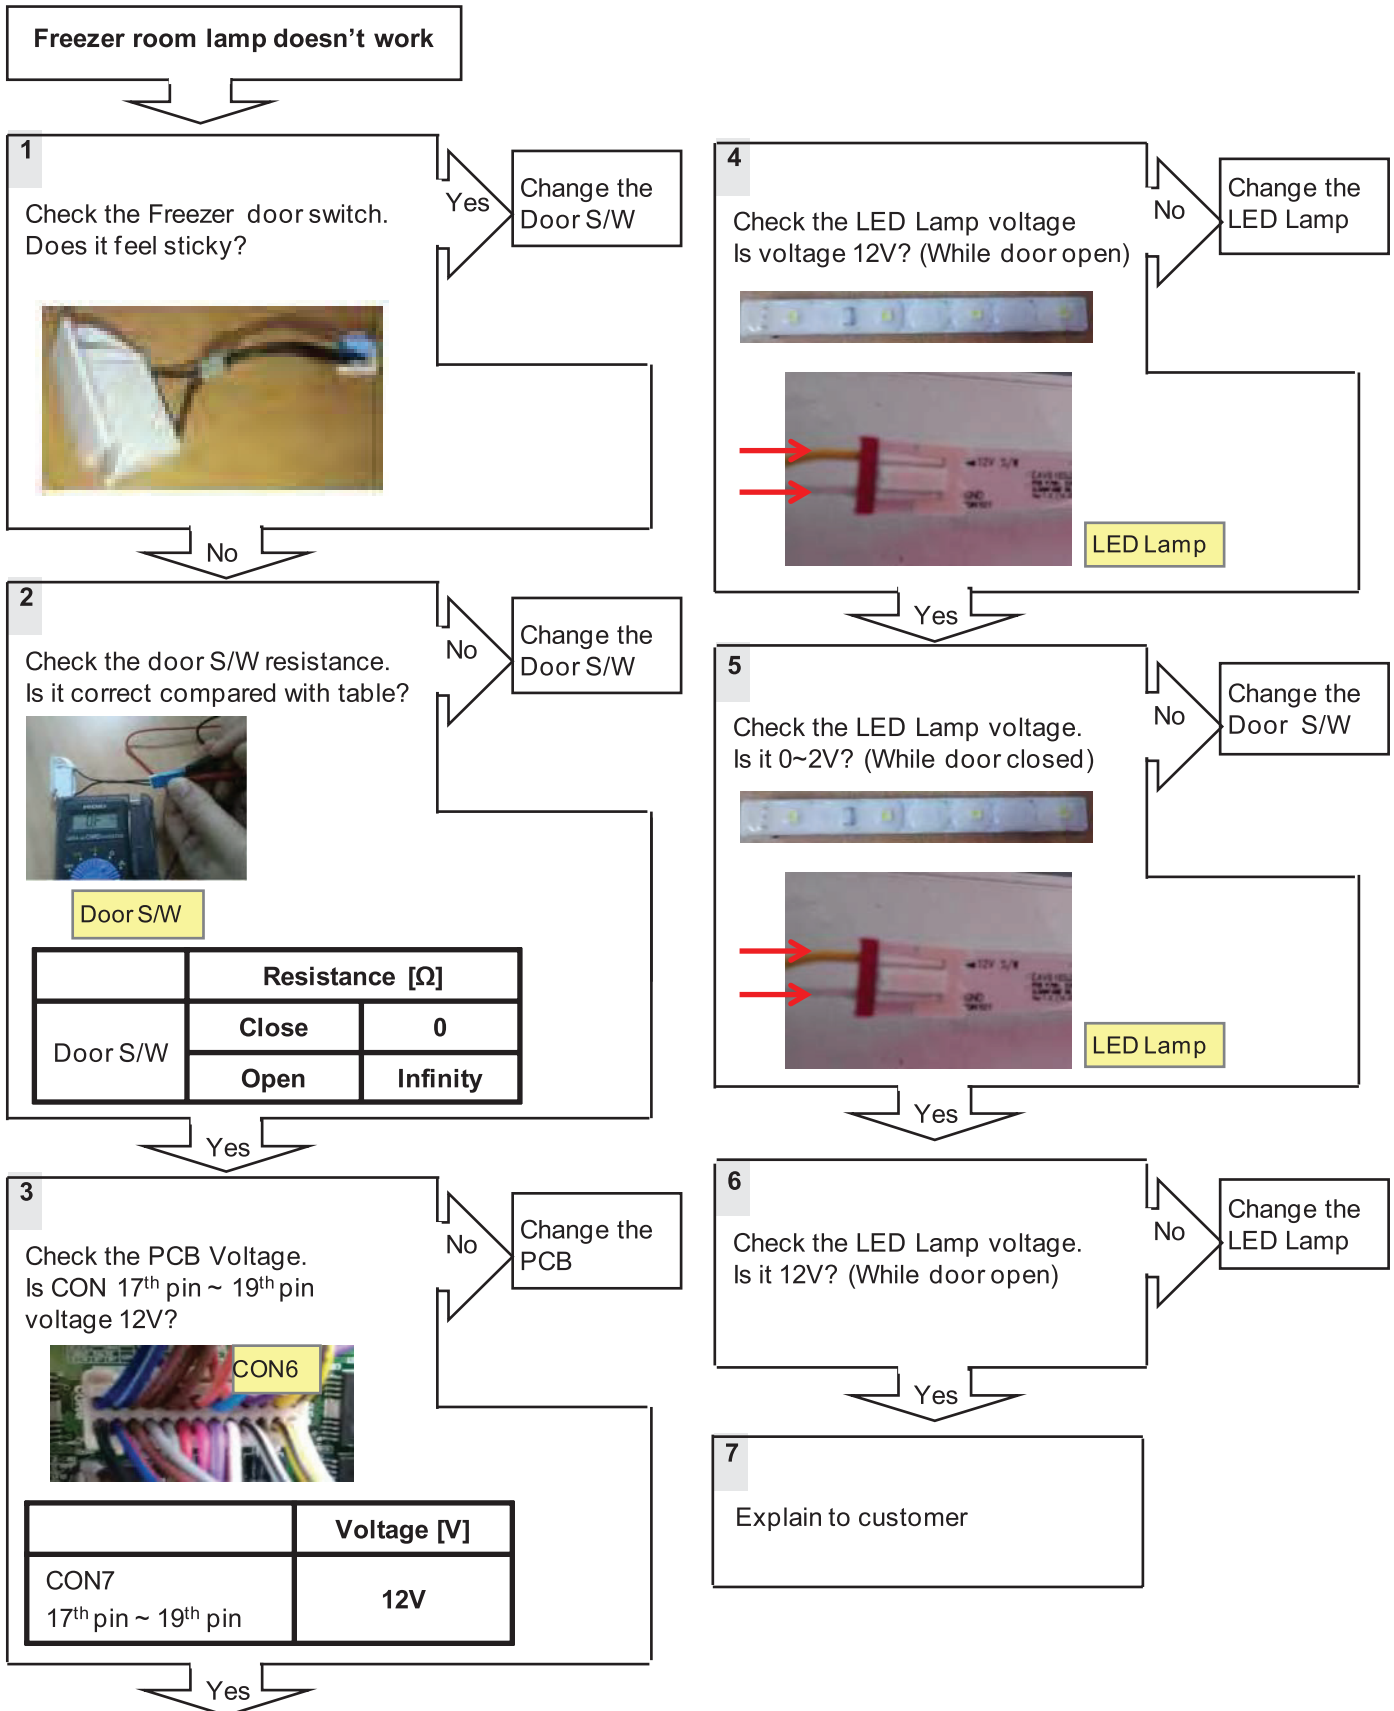 Freezer room lamp doesn't work
1
Check the Freezer door switch.
Does it feel sticky?
Yes
Change the
Door S/W
No
2
Check the door S/W resistance.
Is it correct compared with table?
No
Change the
Door S/W
Door S/W
Resistance [Ω]
Door S/W
Close
0
Open
Infinity
Yes
3
Check the PCB Voltage.
Is CON 17th pin ~ 19th pin
voltage 12V?
No
Change the
PCB
CON6
Voltage [V]
CON7
17th pin ~ 19th pin
12V
Yes
4
Check the LED Lamp voltage
Is voltage 12V? (While door open)
No
Change the
LED Lamp
12V S/W
GND
LED Lamp
Yes
5
Check the LED Lamp voltage.
Is it 0~2V? (While door closed)
No
Change the
Door S/W
12V S/W
GND
LED Lamp
Yes
6
Check the LED Lamp voltage.
Is it 12V? (While door open)
No
Change the
LED Lamp
Yes
7
Explain to customer